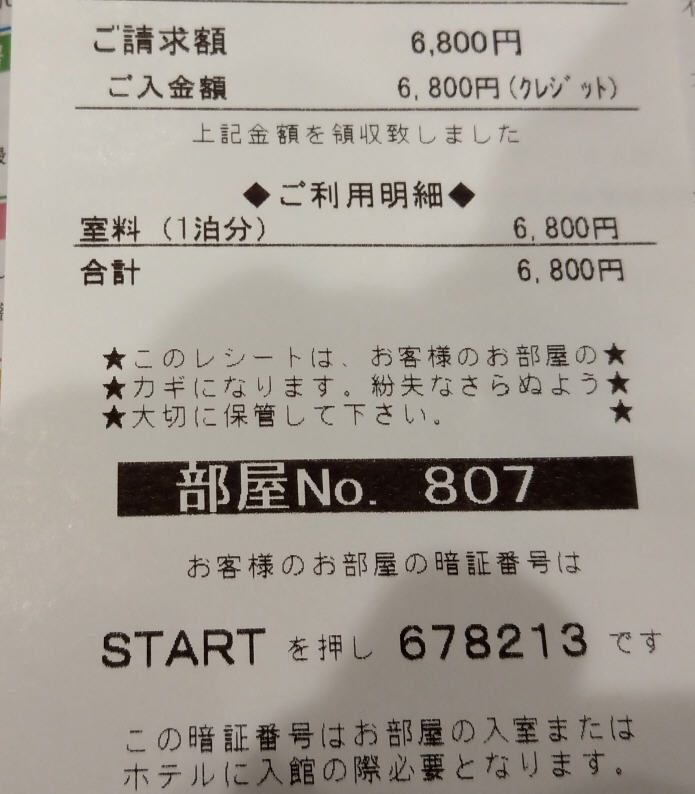 ご請求額 6,800円
ご入金額 6,800円(クレジット)
上記金額を領収致しました
◆ご利用明細◆
室料(1泊分) 6,800円
合計 6,800円
★このレシートは、お客様のお部屋の★
★カギになります。紛失なさらぬよう★
★大切に保管して下さい。 ★
部屋No. 807
お客様のお部屋の暗証番号は
START を押し 678213 です
この暗証番号はお部屋の入室または
ホテルに入館の際必要となります。